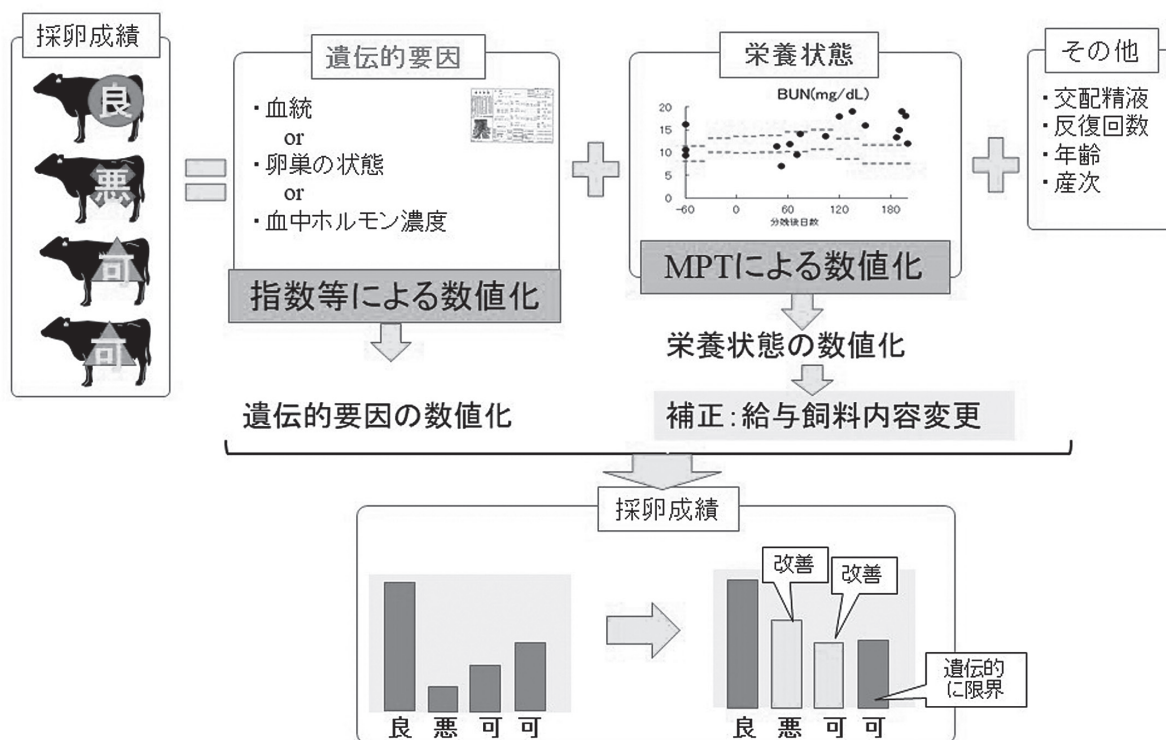 採卵成績
良
悪
可
可
遺伝的要因
・血統
or
・卵巣の状態
or
・血中ホルモン濃度
指数等による数値化
遺伝的要因の数値化
栄養状態
BUN(mg/dL)
20
15
10
5
0
-60
0
60
120
180
分娩後日数
MPTによる数値化
栄養状態の数値化
補正：給与飼料内容変更
その他
・交配精液
・反復回数
・年齢
・産次
採卵成績
良 悪 可 可
改善
改善
遺伝的
に限界
良 悪 可 可